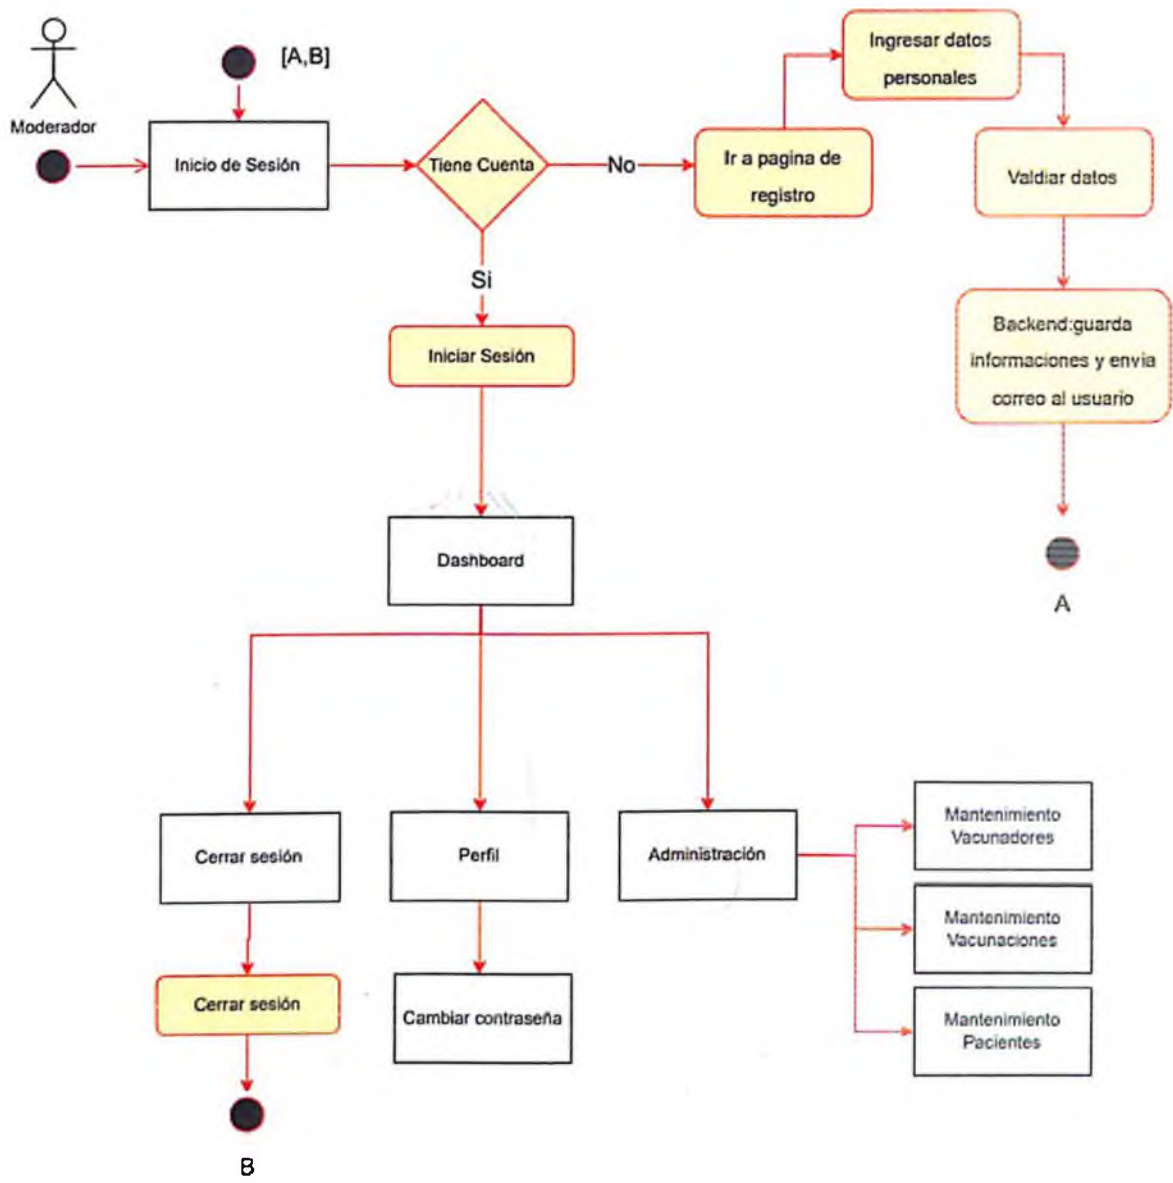 [A,B]
Moderador
Inicio de Sesión
Tiene Cuenta
No
Ir a pagina de
registro
Ingresar datos
personales
Valdiar datos
Backend:guarda
informaciones y envia
correo al usuario
A
Si
Iniciar Sesión
Dashboard
Cerrar sesión
Perfil
Administración
Mantenimiento
Vacunadores
Mantenimiento
Vacunaciones
Mantenimiento
Pacientes
Cerrar sesión
Cambiar contraseña
B